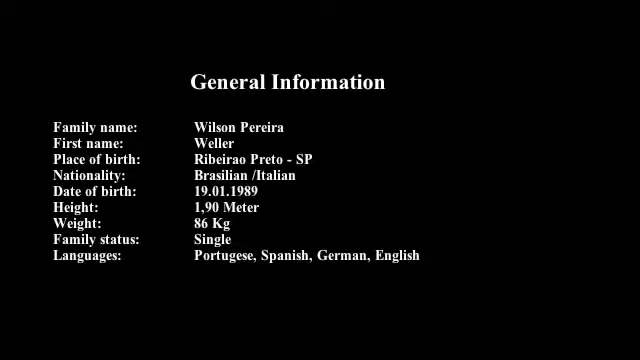 General Information
Family name: Wilson Pereira
First name: Weller
Place of birth: Ribeirao Preto - SP
Nationality: Brasilian /Italian
Date of birth: 19.01.1989
Height: 1,90 Meter
Weight: 86 Kg
Family status: Single
Languages: Portugese, Spanish, German, English